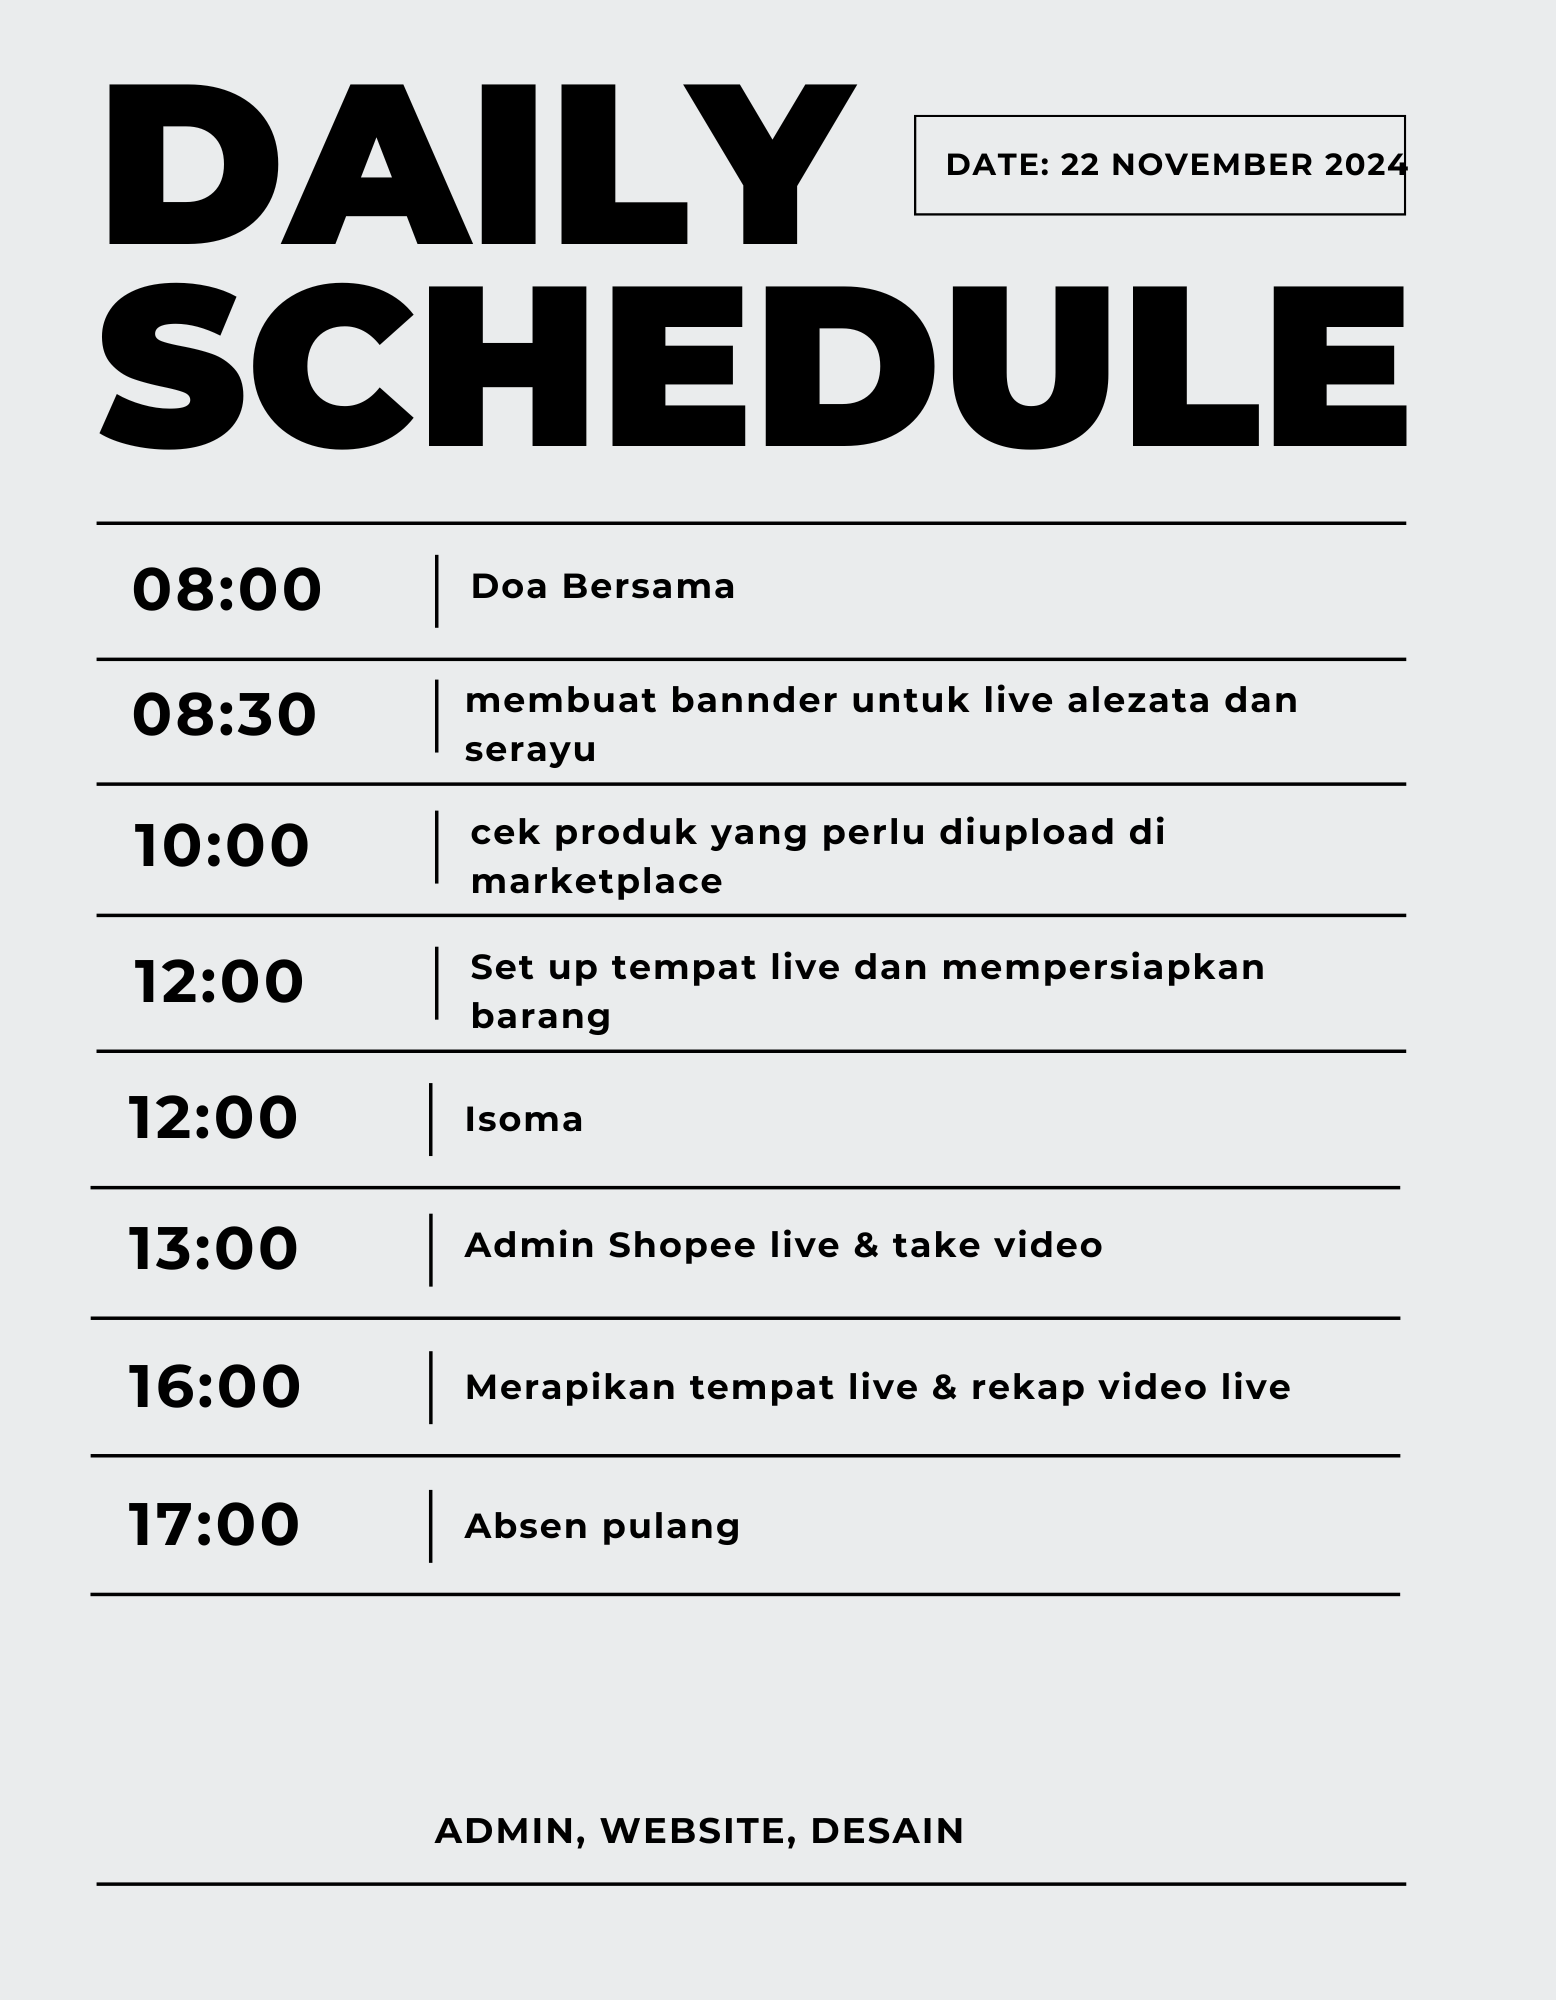 DAILY
DATE: 22 NOVEMBER 2024
SCHEDULE
08:00 Doa Bersama
08:30 membuat bannder untuk live alezata dan
serayu
10:00 cek produk yang perlu diupload di
marketplace
12:00 Set up tempat live dan mempersiapkan
barang
12:00 Isoma
13:00 Admin Shopee live & take video
16:00 Merapikan tempat live & rekap video live
17:00 Absen pulang
ADMIN, WEBSITE, DESAIN